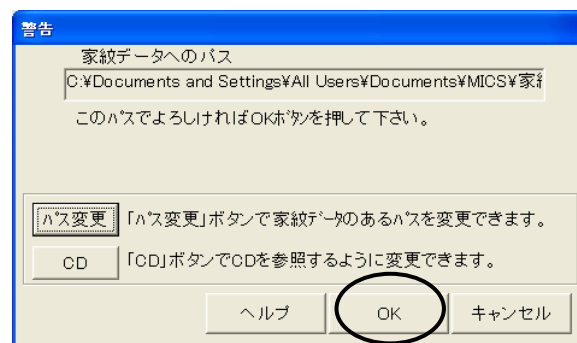 警告
家紋データへのパス
C:¥Documents and Settings¥All Users¥Documents¥MICS¥家
このパスでよろしければOKボタンを押して下さい。
パス変更 「パス変更」ボタンで家紋データのあるパスを変更できます。
CD 「CD」ボタンでCDを参照するように変更できます。
ヘルプ OK キャンセル